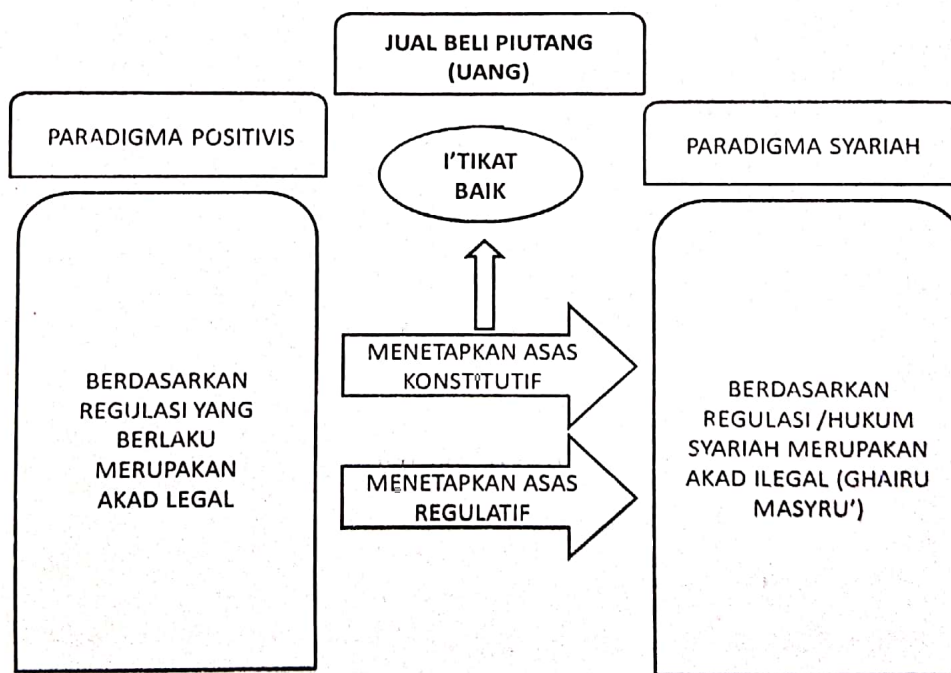 JUAL BELI PIUTANG
(UANG)
PARADIGMA POSITIVIS
I'TIKAT
BAIK
PARADIGMA SYARIAH
BERDASARKAN
REGULASI YANG
BERLAKU
MERUPAKAN
AKAD LEGAL
MENETAPKAN ASAS
KONSTITUTIF
MENETAPKAN ASAS
REGULATIF
BERDASARKAN
REGULASI /HUKUM
SYARIAH MERUPAKAN
AKAD ILEGAL (GHAIRU
MASYRU')